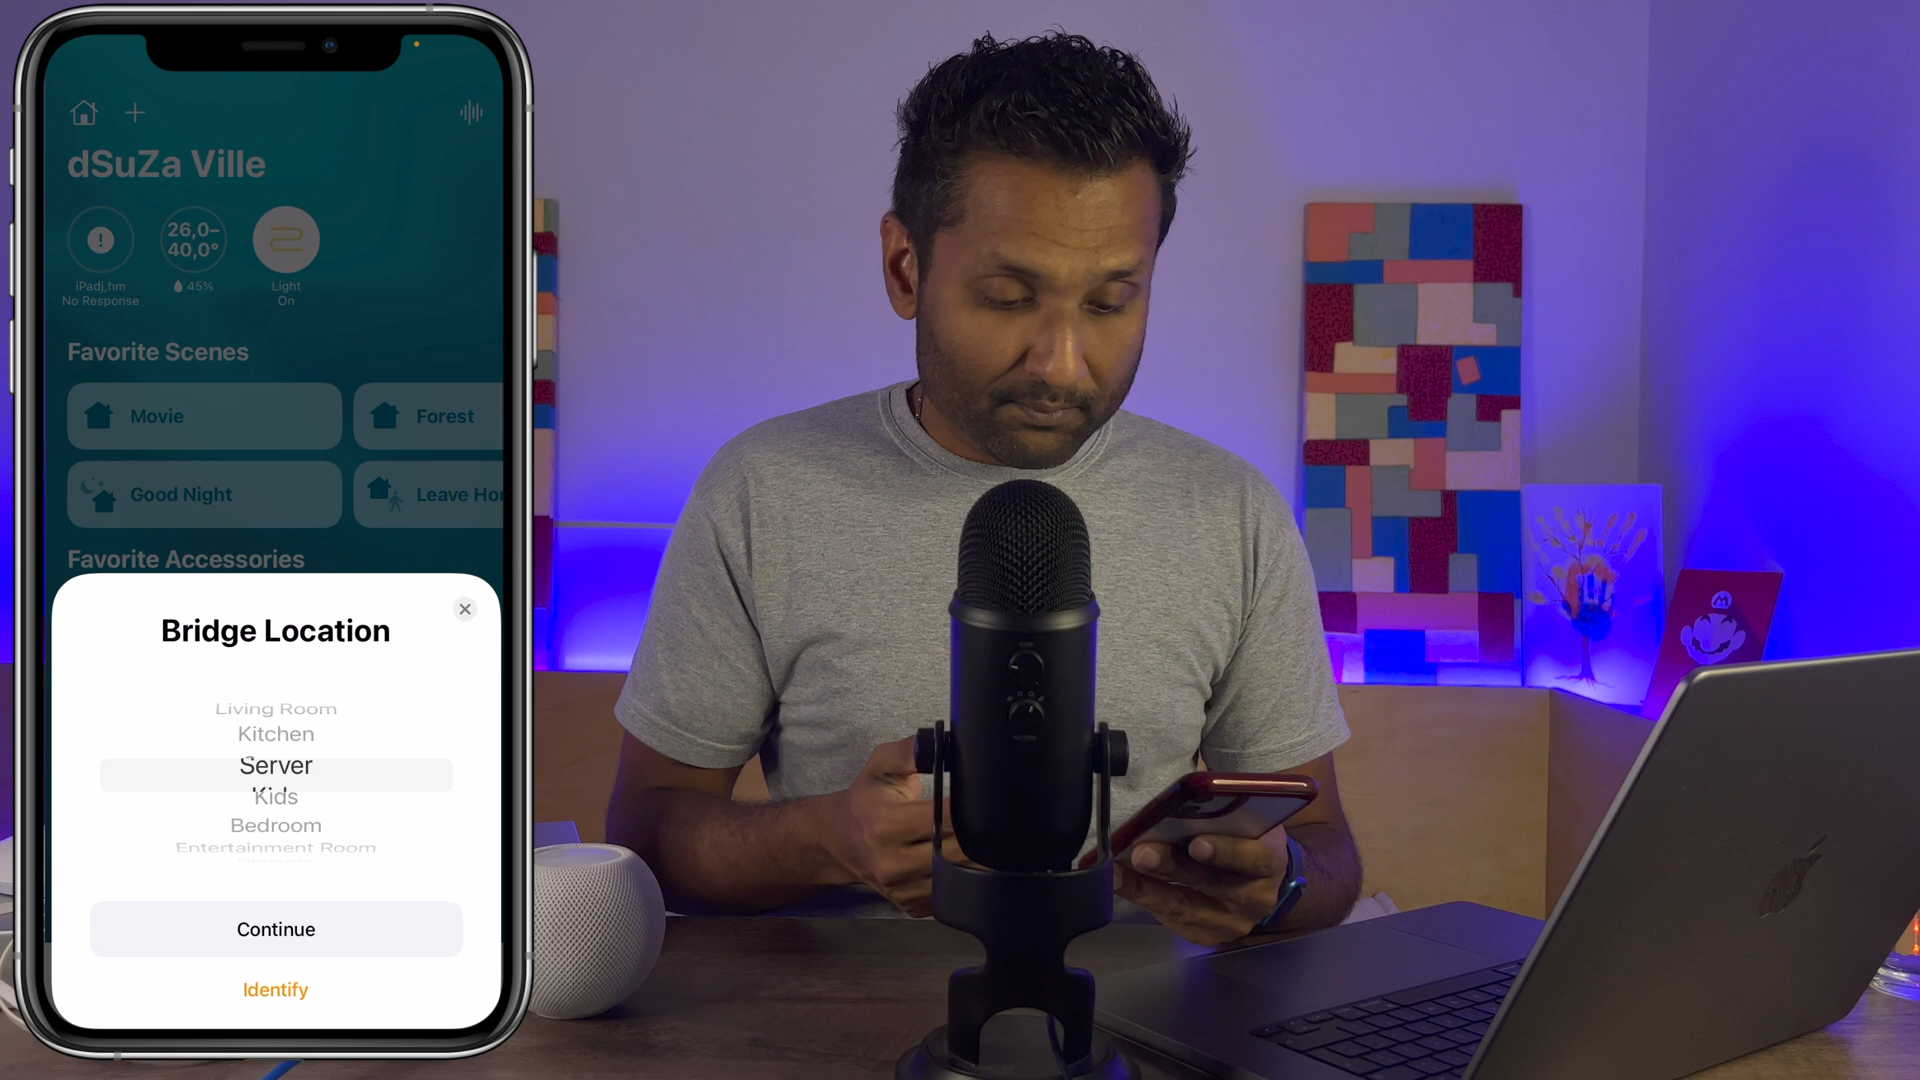 dSuZa Ville
26,0–
40,0°
iPadj,hm
No Response
45%
Light
On
Favorite Scenes
Movie
Forest
Good Night
Leave Hor
Favorite Accessories
Bridge Location
Living Room
Kitchen
Server
Kids
Bedroom
Entertainment Room
Continue
Identify